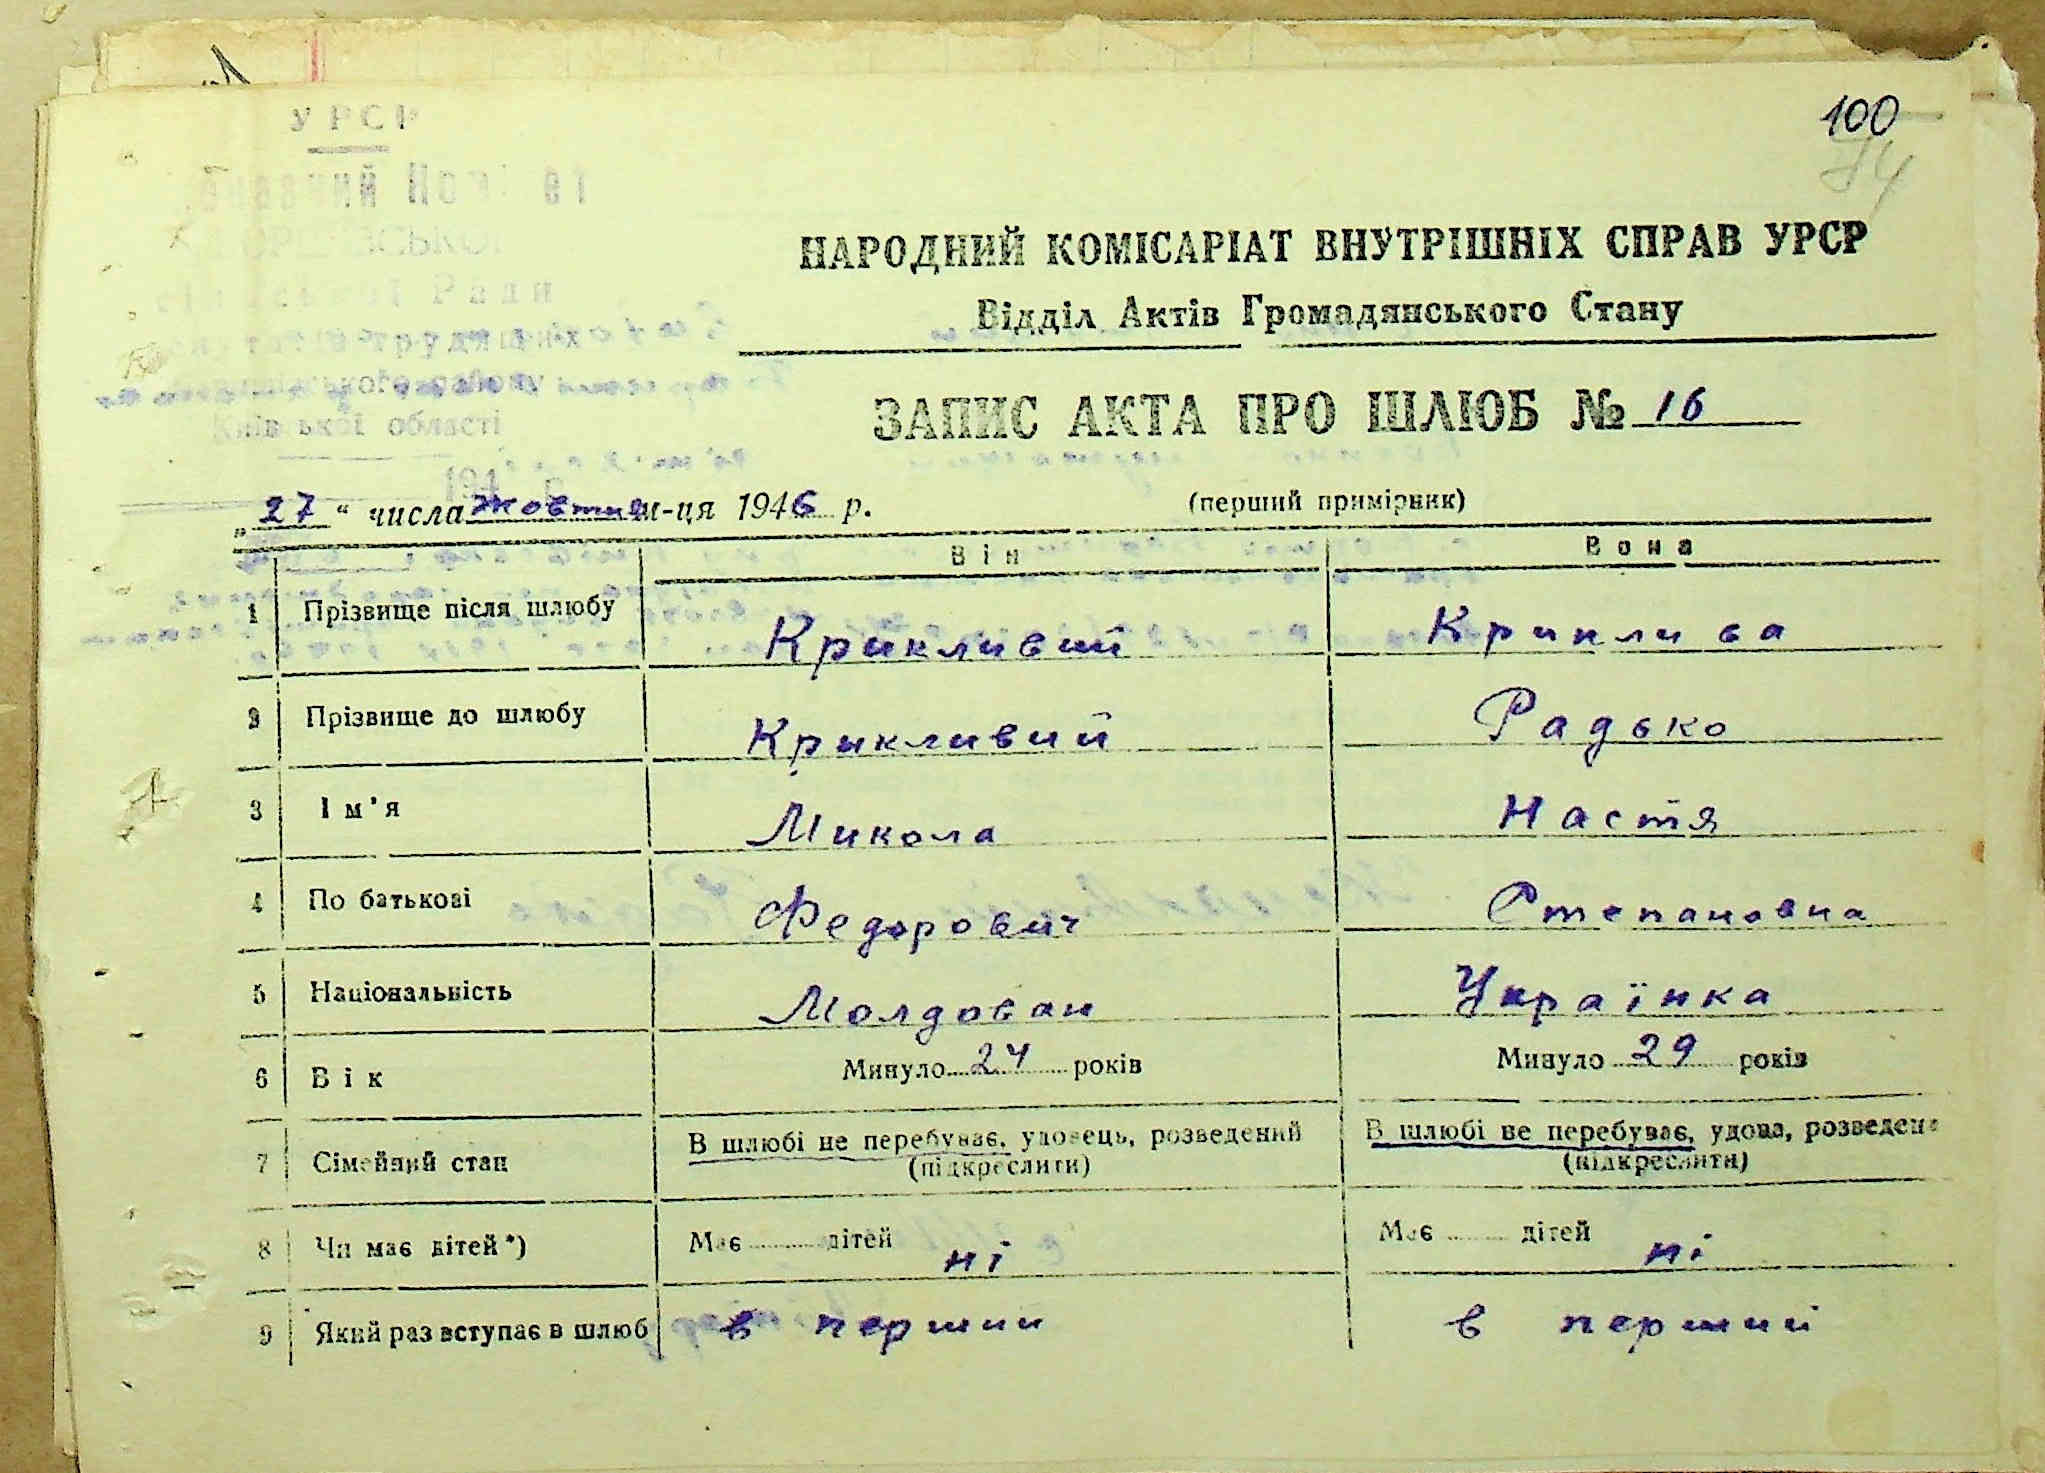 100
74
УРСР
Київської області
194 р.
НАРОДНИЙ КОМІСАРІАТ ВНУТРІШНІХ СПРАВ УРСР
Відділ Актів Громадянського Стану
ЗАПИС АКТА ПРО ШЛЮБ № 16
„27“ числа жовтня м-ця 1946 р. (перший примірник)
Він Вона
1 Прізвище після шлюбу Крикливий Криклива
2 Прізвище до шлюбу Крикливий Радько
3 Ім’я Микола Настя
4 По батькові Федорович Степановна
5 Національність Молдован Українка
6 Вік Минуло 24 років Минуло 29 років
7 Сімейний стан В шлюбі не перебуває, удовець, розведений (підкреслити) В шлюбі не перебуває, удова, розведена (підкреслити)
8 Чи має дітей*) Має дітей ні Має дітей ні
9 Який раз вступає в шлюб в перший в перший